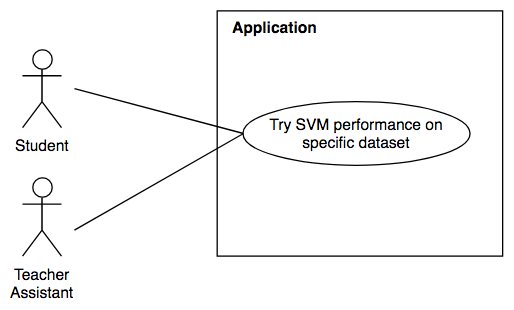 Application
Try SVM performance on
specific dataset
Student
Teacher
Assistant